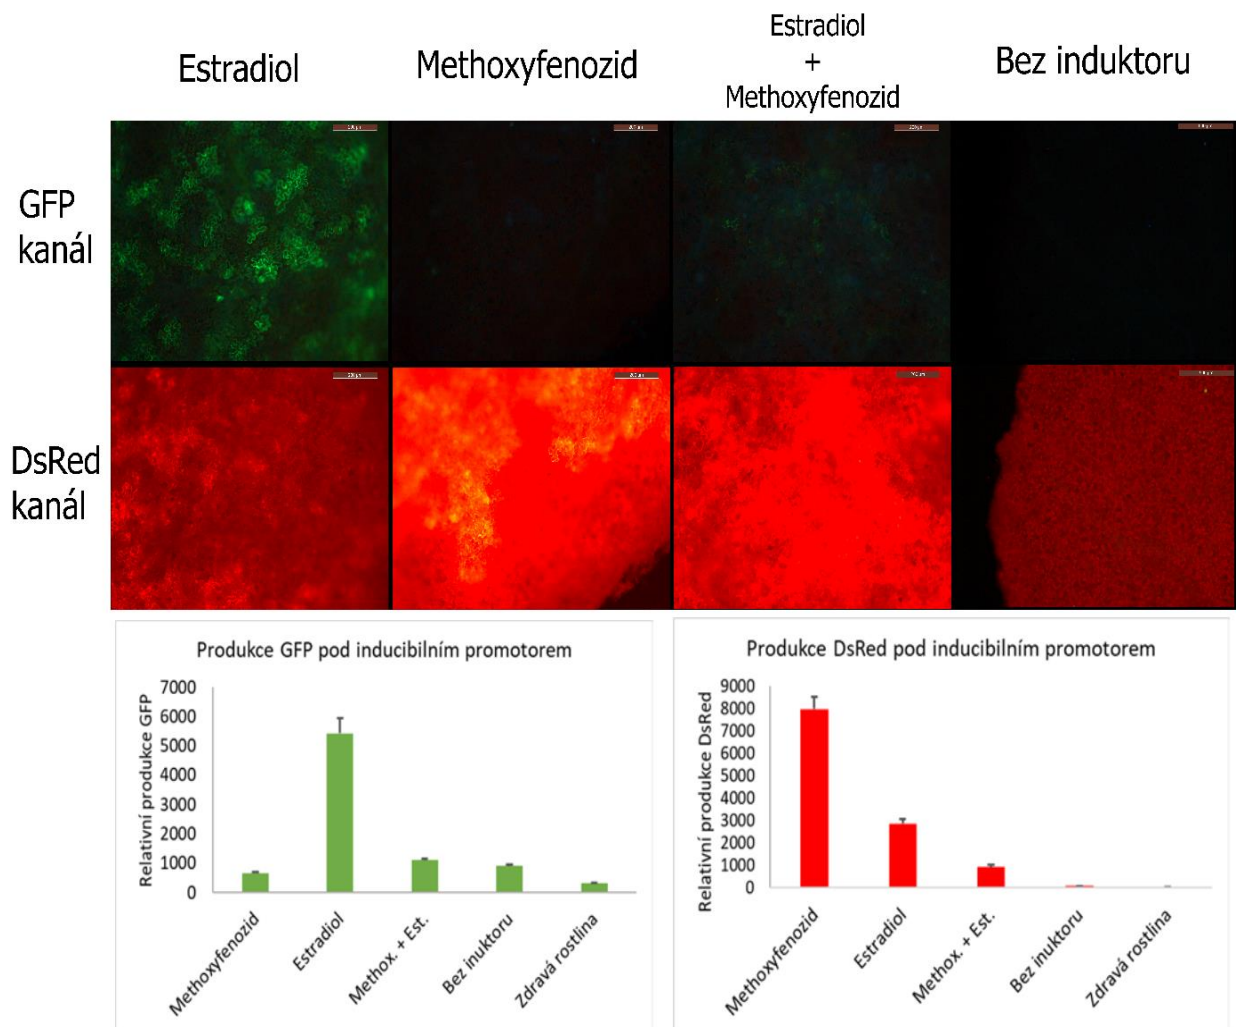 Estradiol
Methoxyfenozid
Estradiol
+
Methoxyfenozid
Bez induktoru
GFP
kanál
DsRed
kanál
Produkce GFP pod inducibilním promotorem
Relativní produkce GFP
7000
6000
5000
4000
3000
2000
1000
0
Methoxyfenozid
Estradiol
Methox. + Est.
Bez inuktoru
Zdravá rostlina
Produkce DsRed pod inducibilním promotorem
Relativní produkce DsRed
9000
8000
7000
6000
5000
4000
3000
2000
1000
0
Methoxyfenozid
Estradiol
Methox. + Est.
Bez inuktoru
Zdravá rostlina